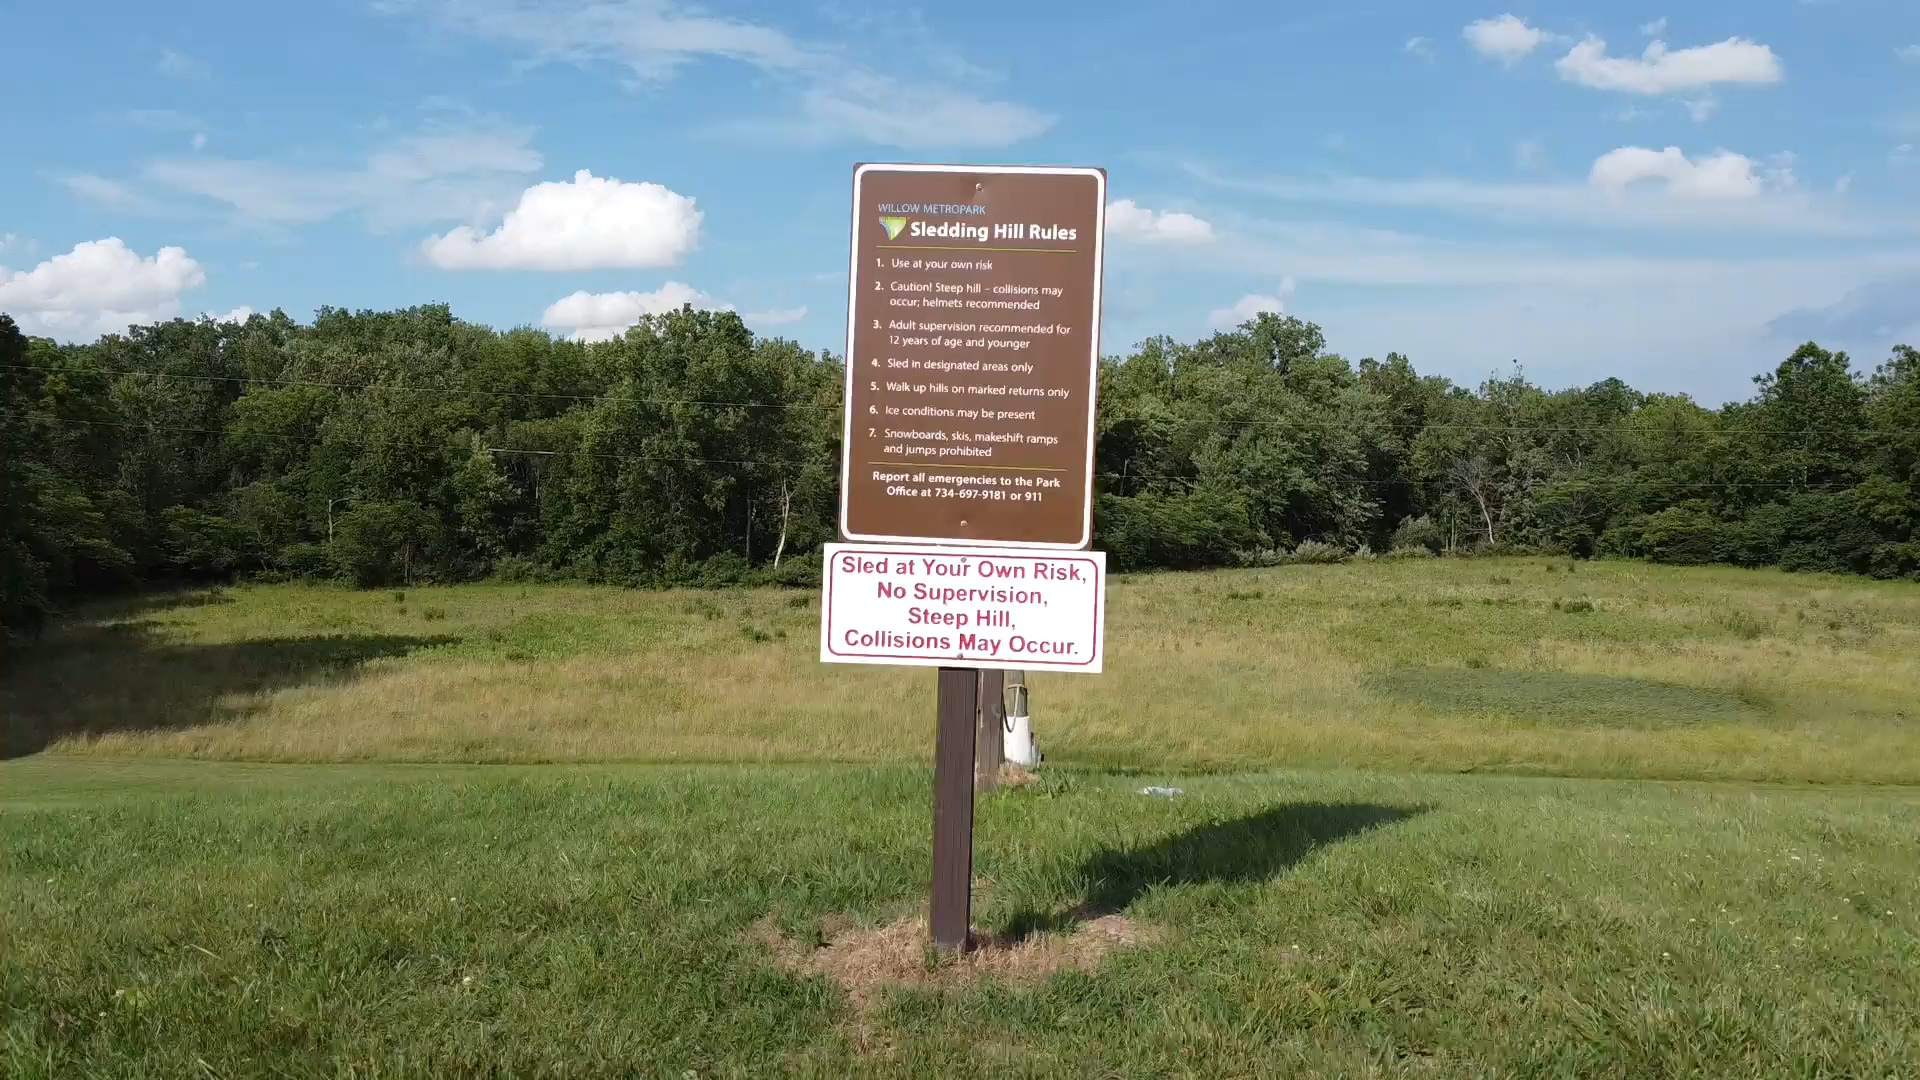 WILLOW METROPARK
Sledding Hill Rules
1. Use at your own risk
2. Caution! Steep hill – collisions may
occur; helmets recommended
3. Adult supervision recommended for
12 years of age and younger
4. Sled in designated areas only
5. Walk up hills on marked returns only
6. Ice conditions may be present
7. Snowboards, skis, makeshift ramps
and jumps prohibited
Report all emergencies to the Park
Office at 734-697-9181 or 911
Sled at Your Own Risk,
No Supervision,
Steep Hill,
Collisions May Occur.